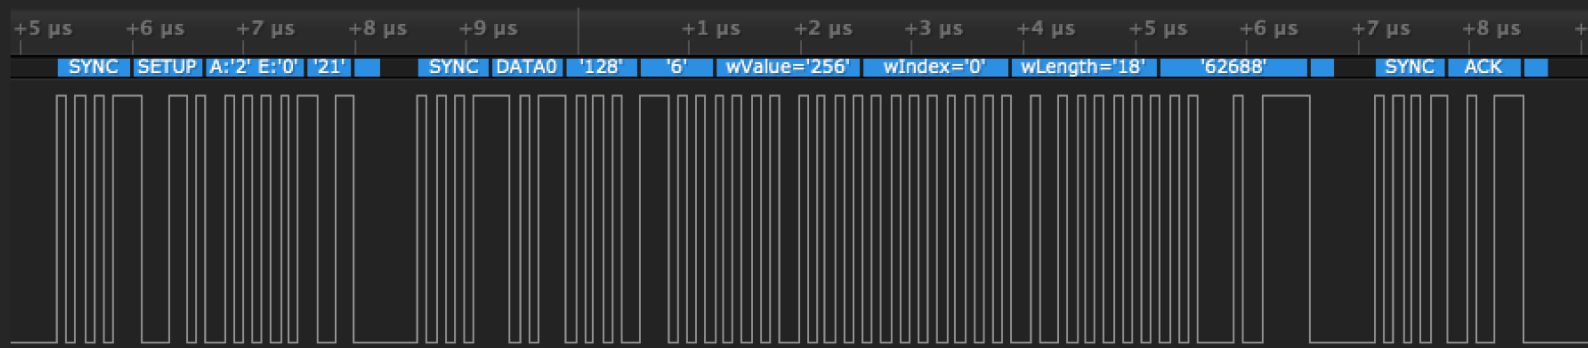 +5 µs +6 µs +7 µs +8 µs +9 µs +1 µs +2 µs +3 µs +4 µs +5 µs +6 µs +7 µs +8 µs +
SYNC SETUP A:'2' E:'0' '21' SYNC DATA0 '128' '6' wValue='256' wIndex='0' wLength='18' '62688' SYNC ACK